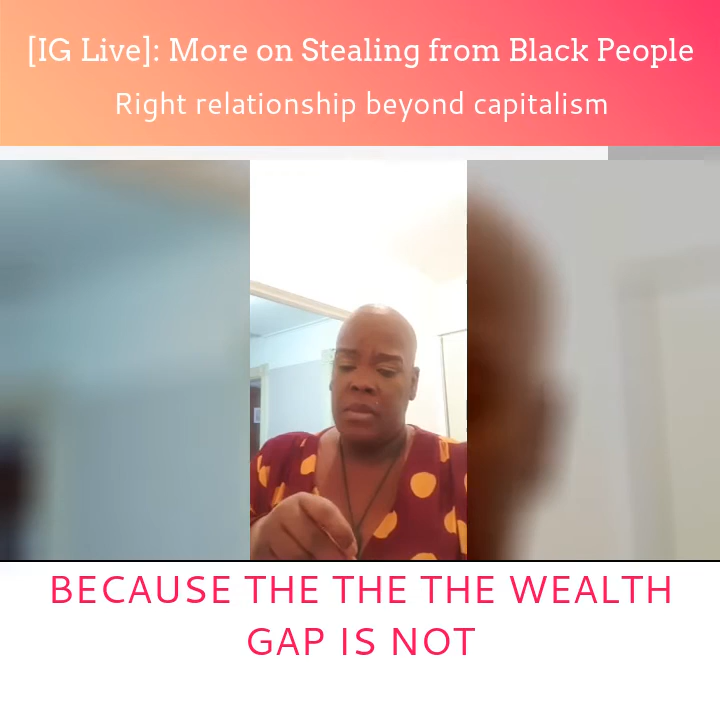 [IG Live]: More on Stealing from Black People
Right relationship beyond capitalism
BECAUSE THE THE THE WEALTH
GAP IS NOT